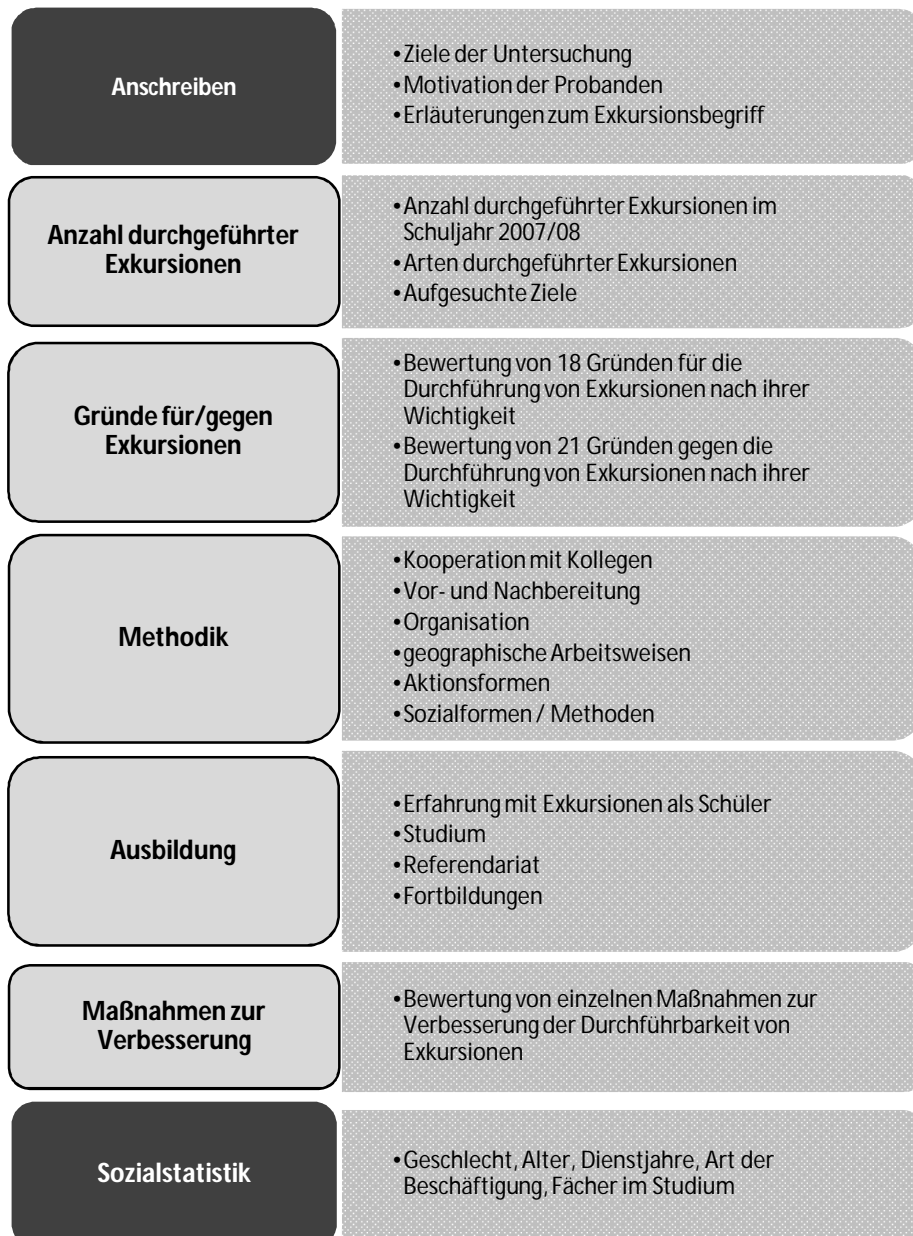 Anschreiben
•Ziele der Untersuchung
•Motivation der Probanden
•Erläuterungen zum Exkursionsbegriff
Anzahl durchgeführter
Exkursionen
•Anzahl durchgeführter Exkursionen im
Schuljahr 2007/08
•Arten durchgeführter Exkursionen
•Aufgesuchte Ziele
Gründe für/gegen
Exkursionen
•Bewertung von 18 Gründen für die
Durchführung von Exkursionen nach ihrer
Wichtigkeit
•Bewertung von 21 Gründen gegen die
Durchführung von Exkursionen nach ihrer
Wichtigkeit
Methodik
•Kooperation mit Kollegen
•Vor- und Nachbereitung
•Organisation
•geographische Arbeitsweisen
•Aktionsformen
•Sozialformen / Methoden
Ausbildung
•Erfahrung mit Exkursionen als Schüler
•Studium
•Referendariat
•Fortbildungen
Maßnahmen zur
Verbesserung
•Bewertung von einzelnen Maßnahmen zur
Verbesserung der Durchführbarkeit von
Exkursionen
Sozialstatistik
•Geschlecht, Alter, Dienstjahre, Art der
Beschäftigung, Fächer im Studium